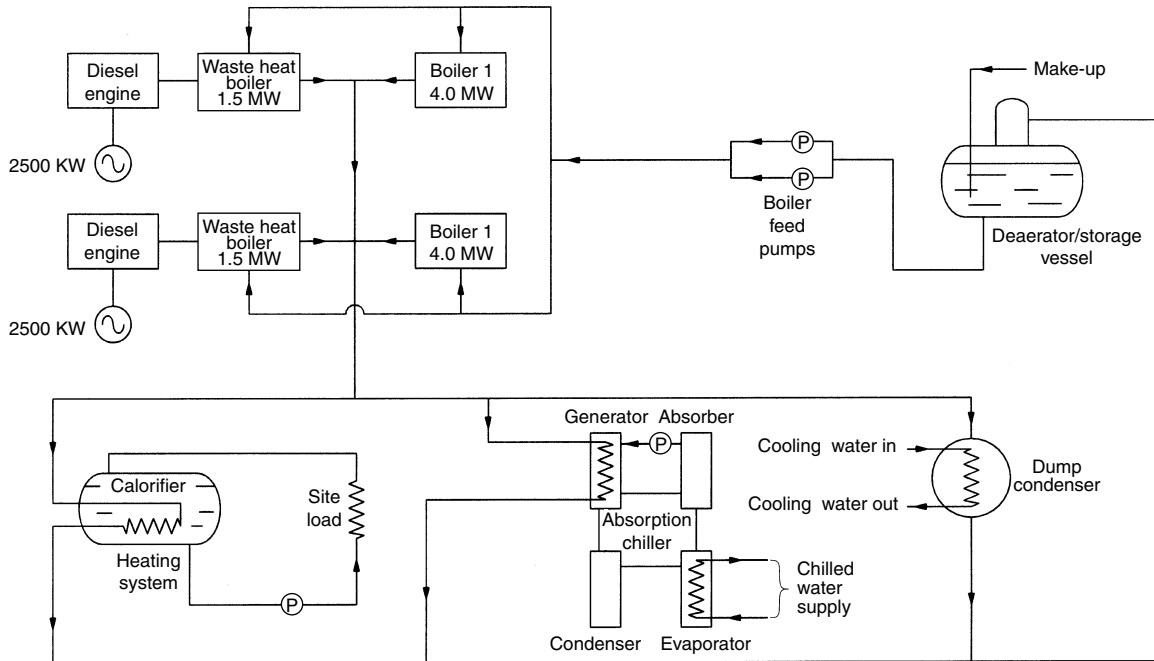 Diesel
engine
Waste heat
boiler
1.5 MW
Boiler 1
4.0 MW
2500 KW
Make-up
P
P
Boiler
feed
pumps
Deaerator/storage
vessel
Diesel
engine
Waste heat
boiler
1.5 MW
Boiler 1
4.0 MW
2500 KW
Calorifier
Heating
system
Site
load
P
Generator
Absorber
P
Absorption
chiller
Condenser
Evaporator
Chilled
water
supply
Cooling water in
Cooling water out
Dump
condenser